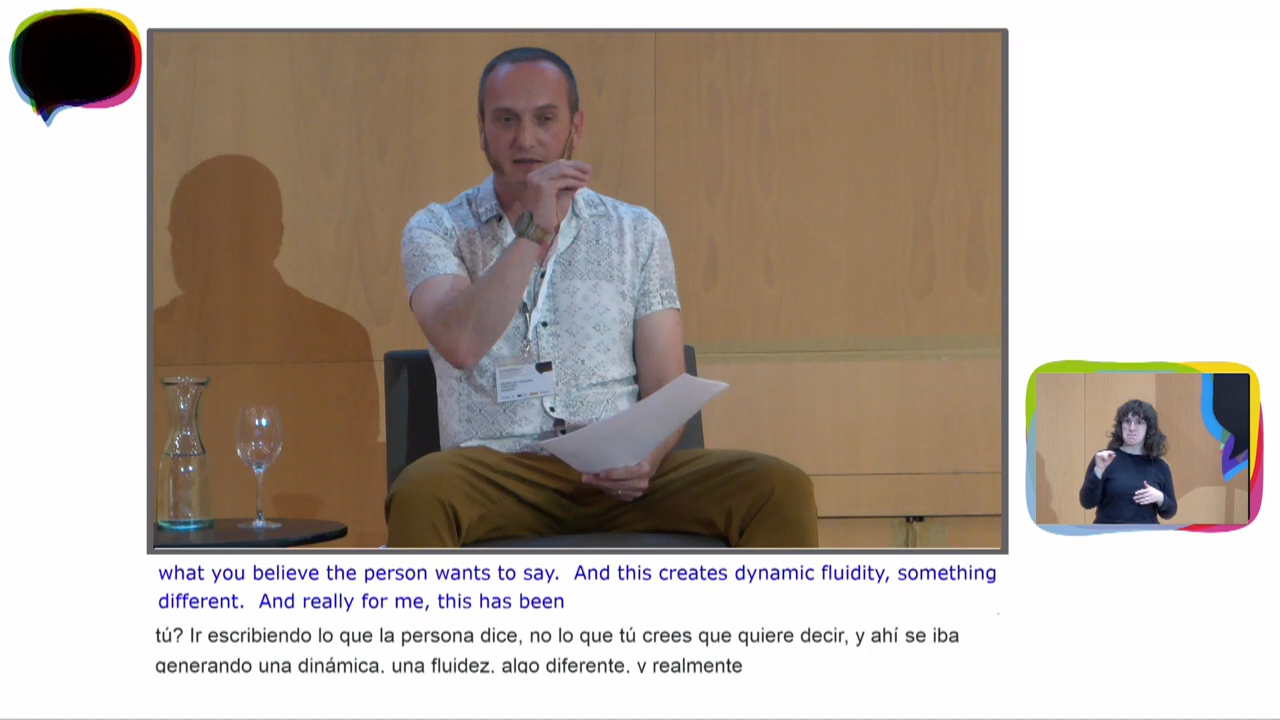 what you believe the person wants to say.  And this creates dynamic fluidity, something
different.  And really for me, this has been
tú? Ir escribiendo lo que la persona dice, no lo que tú crees que quiere decir, y ahí se iba
generando una dinámica, una fluidez, algo diferente, y realmente